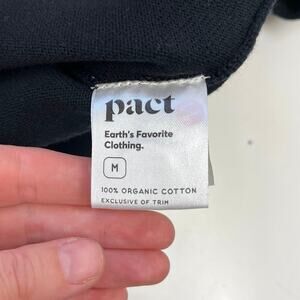 pact
Earth's Favorite
Clothing.
M
100% ORGANIC COTTON
EXCLUSIVE OF TRIM